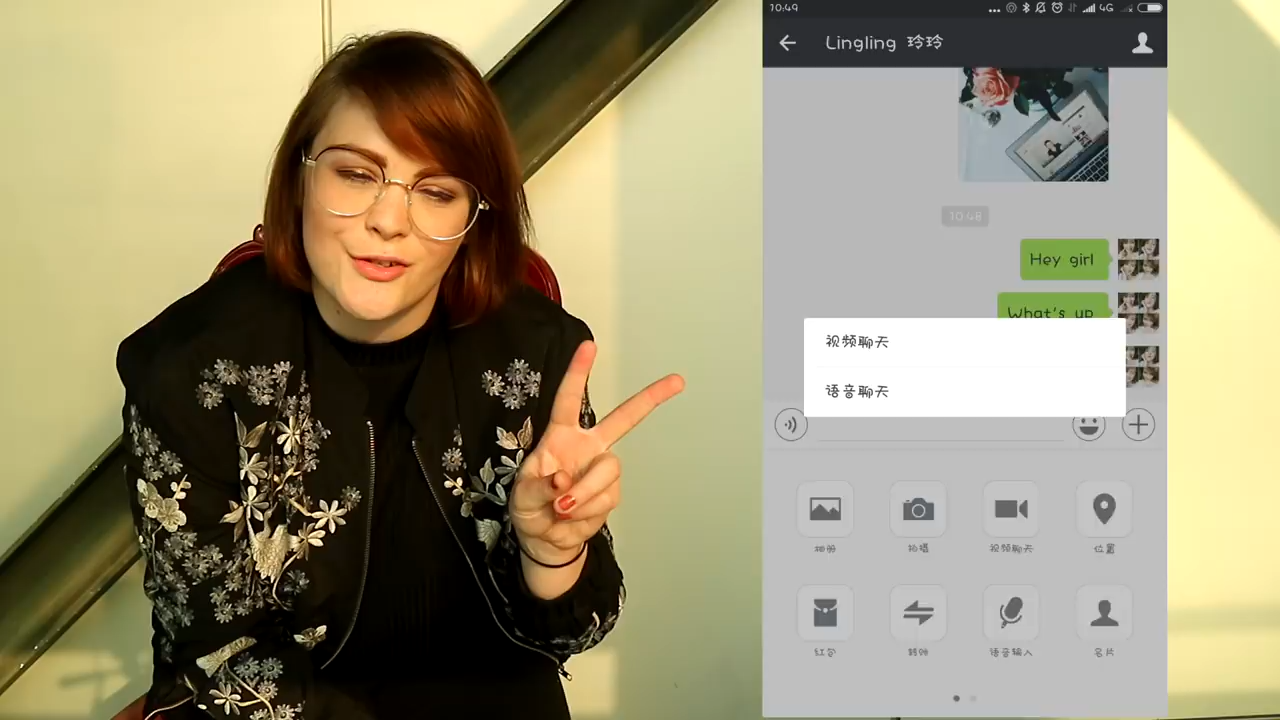 10:49
4G
Lingling 玲玲
10:48
Hey girl
What's up
视频聊天
语音聊天
相册
拍摄
视频聊天
位置
红包
转账
语音输入
名片